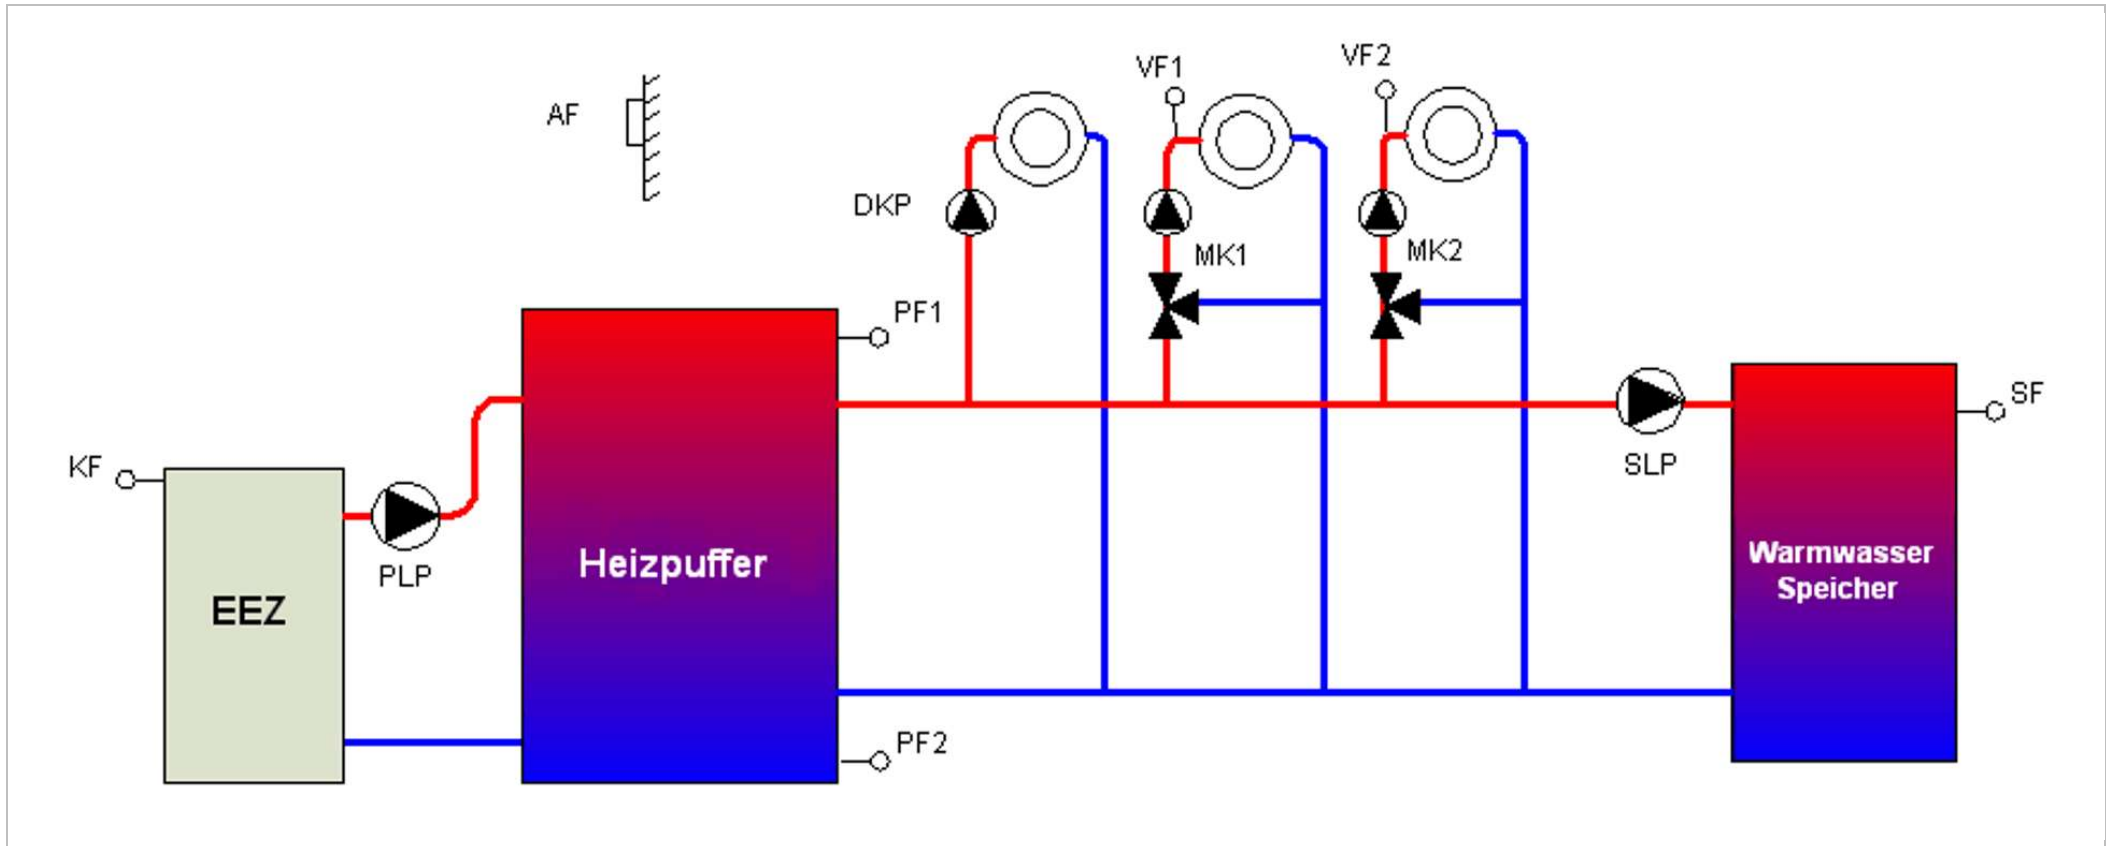 VF2
VF1
AF
DKP
MK1
MK2
PF1
SF
KF
SLP
PLP
Heizpuffer
Warmwasser
Speicher
EEZ
PF2